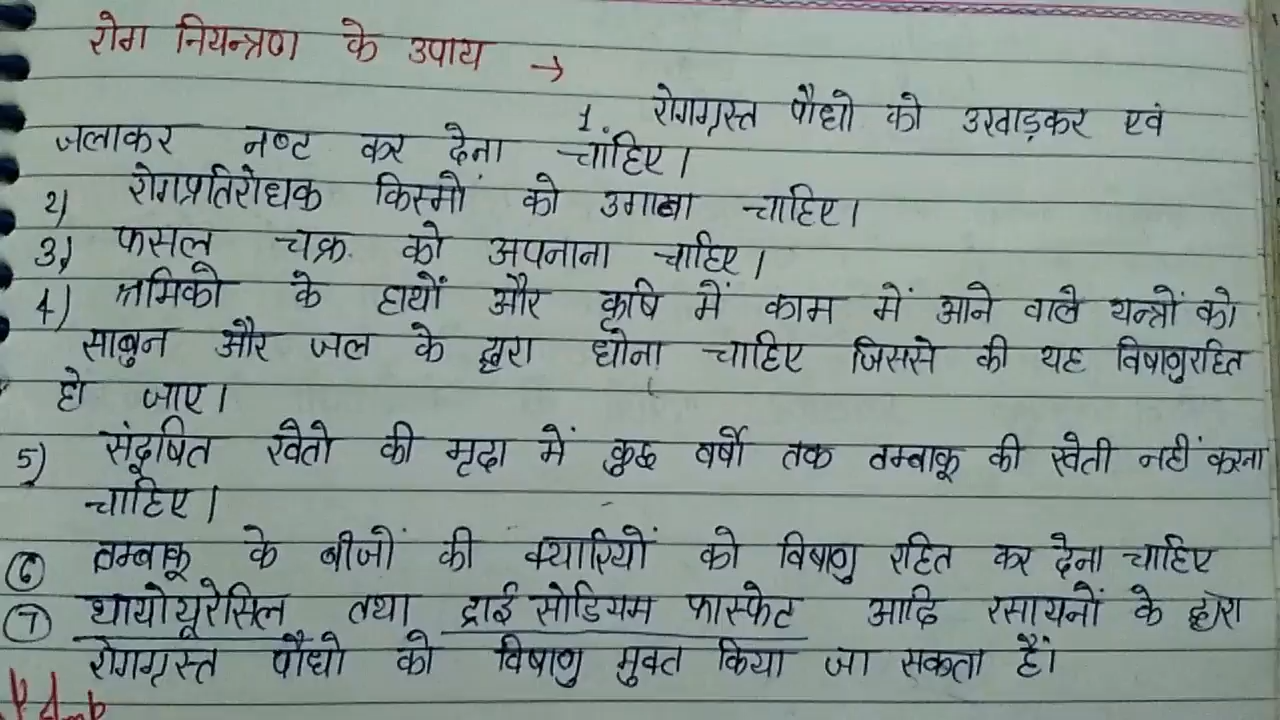 रोग नियन्त्रण के उपाय →
1. रोगग्रस्त पौधो को उखाड़कर एवं
जलाकर नष्ट कर देना चाहिए।
2) रोगप्रतिरोधक किस्मों को उगाना चाहिए।
3) फसल चक्र को अपनाना चाहिए।
4) श्रमिको के हाथों और कृषि में काम में आने वाले यन्त्रों को
साबुन और जल के द्वारा धोना चाहिए जिससे की यह विषाणुरहित
हो जाए।
5) संदूषित खेतो की मृदा में कुछ वर्षो तक तम्बाकू की खेती नहीं करना
चाहिए।
6 तम्बाकू के बीजों की क्यारियों को विषाणु रहित कर देना चाहिए
7 थायोयूरेसिल तथा ट्राई सोडियम फास्फेट आदि रसायनों के द्वारा
रोगग्रस्त पौधो को विषाणु मुक्त किया जा सकता है।